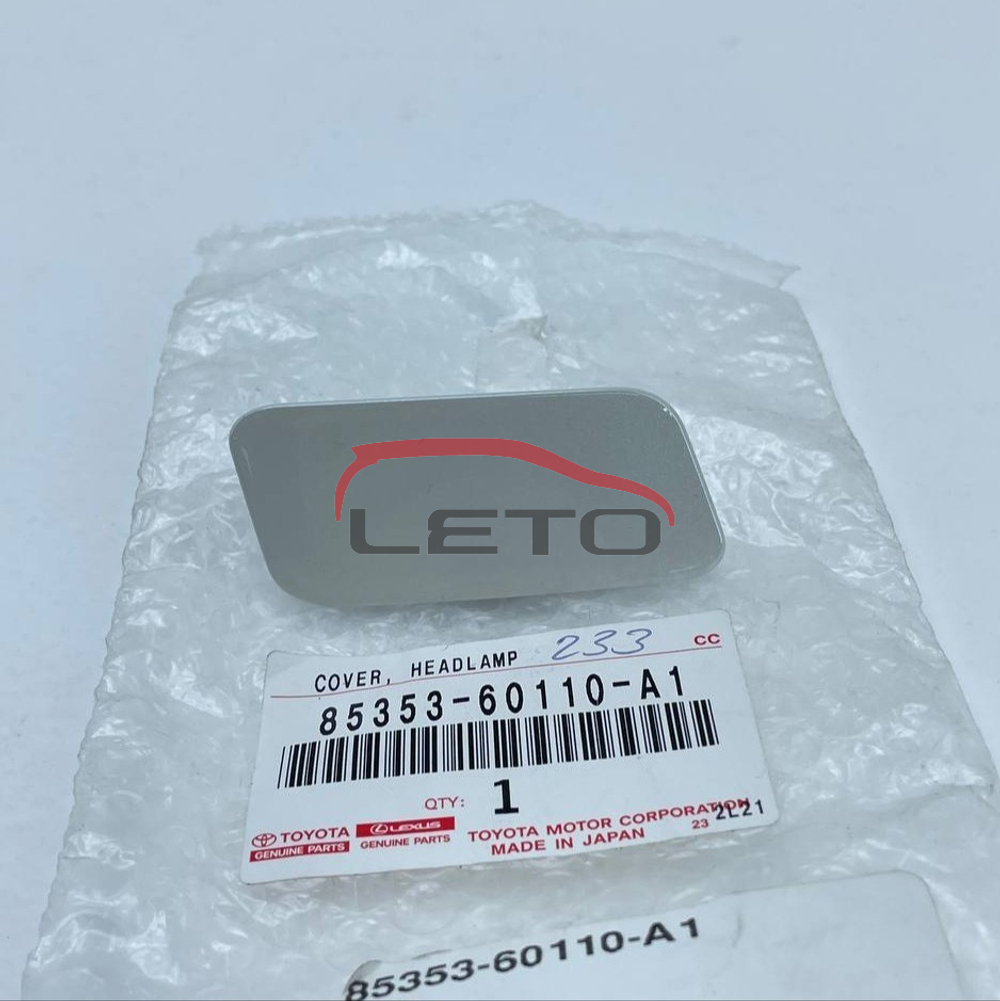 LETO
COVER, HEADLAMP 233 CC
85353-60110-A1
QTY: 1
TOYOTA
GENUINE PARTS
LEXUS
GENUINE PARTS
TOYOTA MOTOR CORPORATION
MADE IN JAPAN
23 2L21
85353-60110-A1